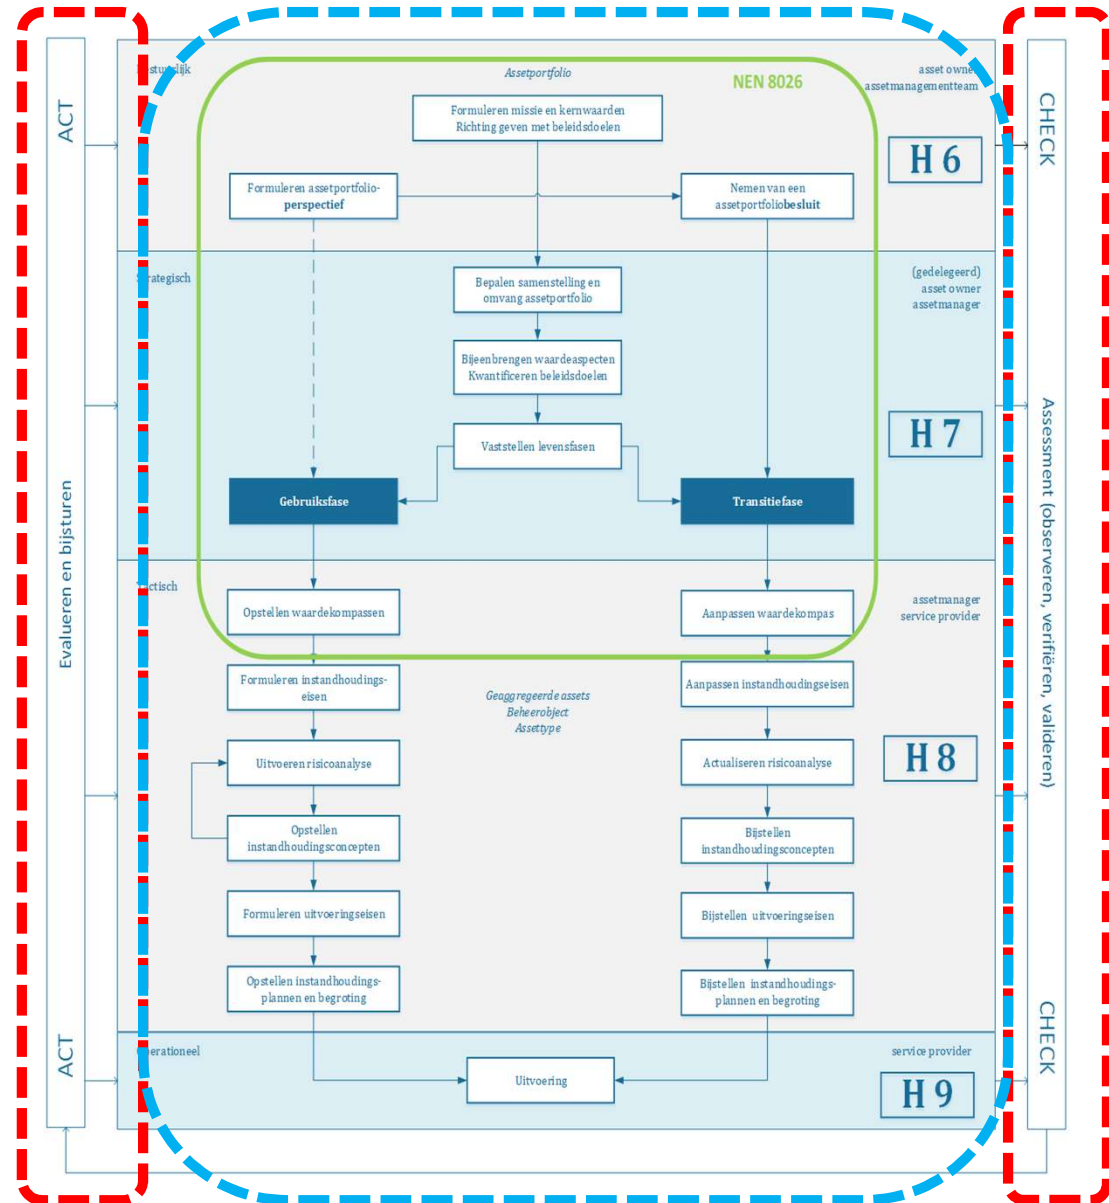 ACT
Evalueren en bijsturen
ACT
Assetportfolio
NEN 8026
asset owner
assetmanagementteam
Formuleren missie en kernwaarden
Richting geven met beleidsdoelen
H 6
Formuleren assetportfolio-
perspectief
Nemen van een
assetportfoliobesluit
(gedelegeerd)
asset owner
assetmanager
Bepalen samenstelling en
omvang assetportfolio
Bijeenbrengen waardeaspecten
Kwantificeren beleidsdoelen
H 7
Vaststellen levensfasen
Gebruiksfase
Transitiefase
assetmanager
service provider
Opstellen waardekompassen
Aanpassen waardekompas
Formuleren instandhoudings-
eisen
Aanpassen instandhoudingseisen
Geaggregeerde assets
Beheerobject
Assettype
H 8
Uitvoeren risicoanalyse
Actualiseren risicoanalyse
Opstellen
instandhoudingsconcepten
Bijstellen
instandhoudingsconcepten
Formuleren uitvoeringseisen
Bijstellen uitvoeringseisen
Opstellen instandhoudings-
plannen en begroting
Bijstellen instandhoudings-
plannen en begroting
service provider
Uitvoering
H 9
CHECK
Assessment (observeren, verifiëren, valideren)
CHECK